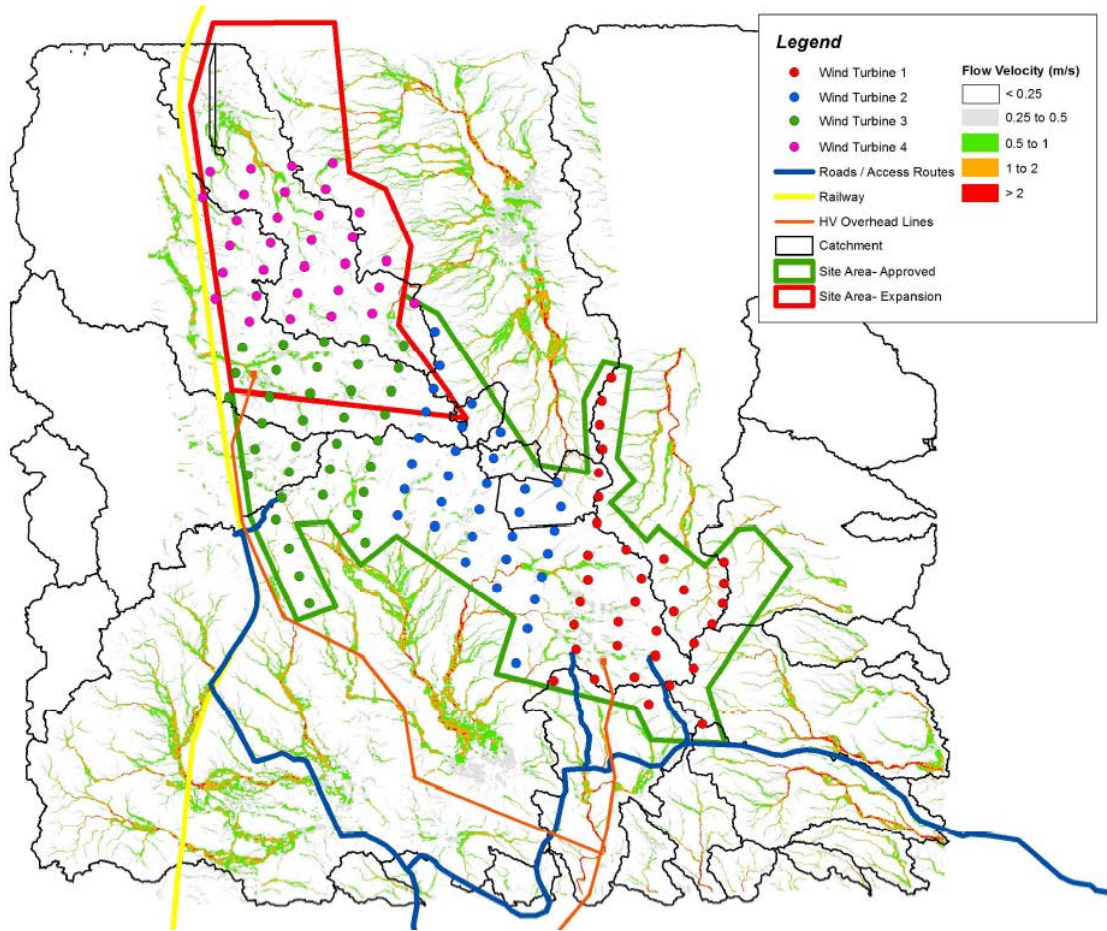 Legend
Wind Turbine 1
Wind Turbine 2
Wind Turbine 3
Wind Turbine 4
Roads / Access Routes
Railway
HV Overhead Lines
Catchment
Site Area- Approved
Site Area- Expansion
Flow Velocity (m/s)
< 0.25
0.25 to 0.5
0.5 to 1
1 to 2
> 2